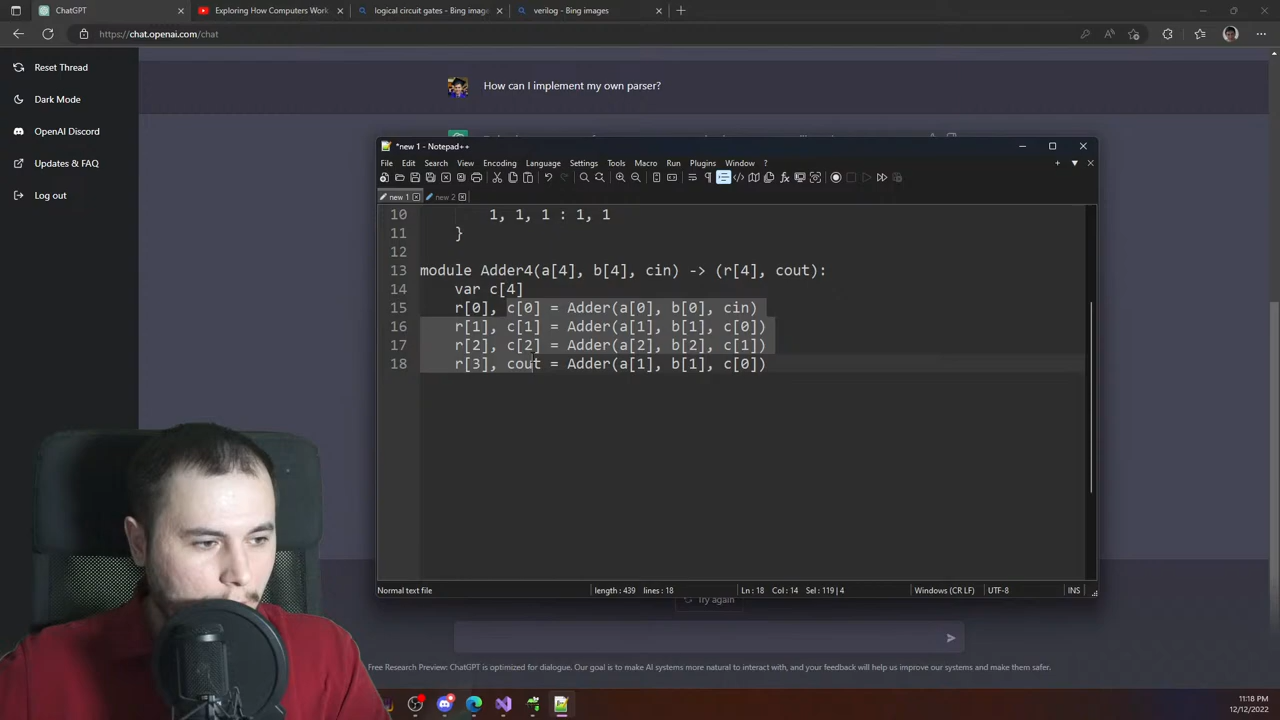 ChatGPT
Exploring How Computers Work
logical circuit gates - Bing image
verilog - Bing images
https://chat.openai.com/chat
Reset Thread
Dark Mode
OpenAI Discord
Updates & FAQ
Log out
How can I implement my own parser?
*new 1 - Notepad++
File Edit Search View Encoding Language Settings Tools Macro Run Plugins Window ?
new 1
new 2
10 1, 1, 1 : 1, 1
11 }
12
13 module Adder4(a[4], b[4], cin) -> (r[4], cout):
14 var c[4]
15 r[0], c[0] = Adder(a[0], b[0], cin)
16 r[1], c[1] = Adder(a[1], b[1], c[0])
17 r[2], c[2] = Adder(a[2], b[2], c[1])
18 r[3], cout = Adder(a[1], b[1], c[0])
Normal text file length : 439 lines : 18 Ln : 18 Col : 14 Sel : 119 | 4 Windows (CR LF) UTF-8 INS
Try again
Free Research Preview: ChatGPT is optimized for dialogue. Our goal is to make AI systems more natural to interact with, and your feedback will help us improve our systems and make them safer.
11:18 PM
12/12/2022